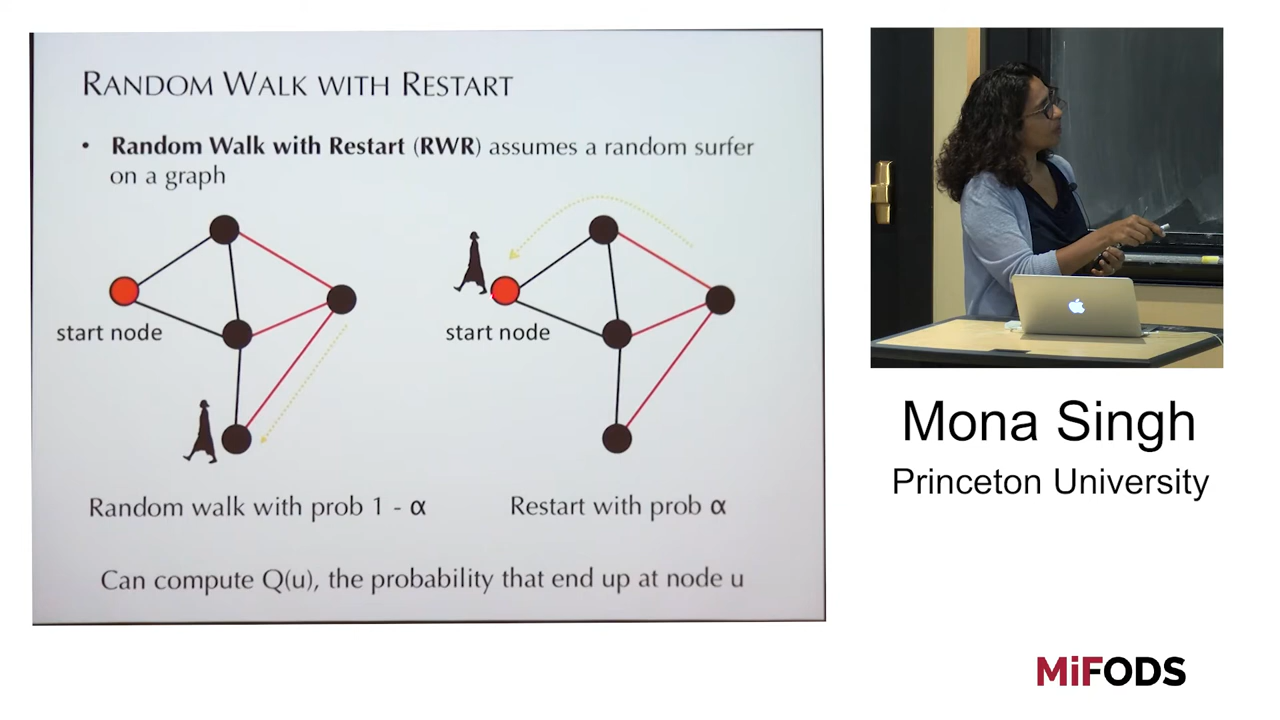 RANDOM WALK WITH RESTART
• Random Walk with Restart (RWR) assumes a random surfer
on a graph
start node
start node
Random walk with prob 1 - α
Restart with prob α
Can compute Q(u), the probability that end up at node u
Mona Singh
Princeton University
MiFODS